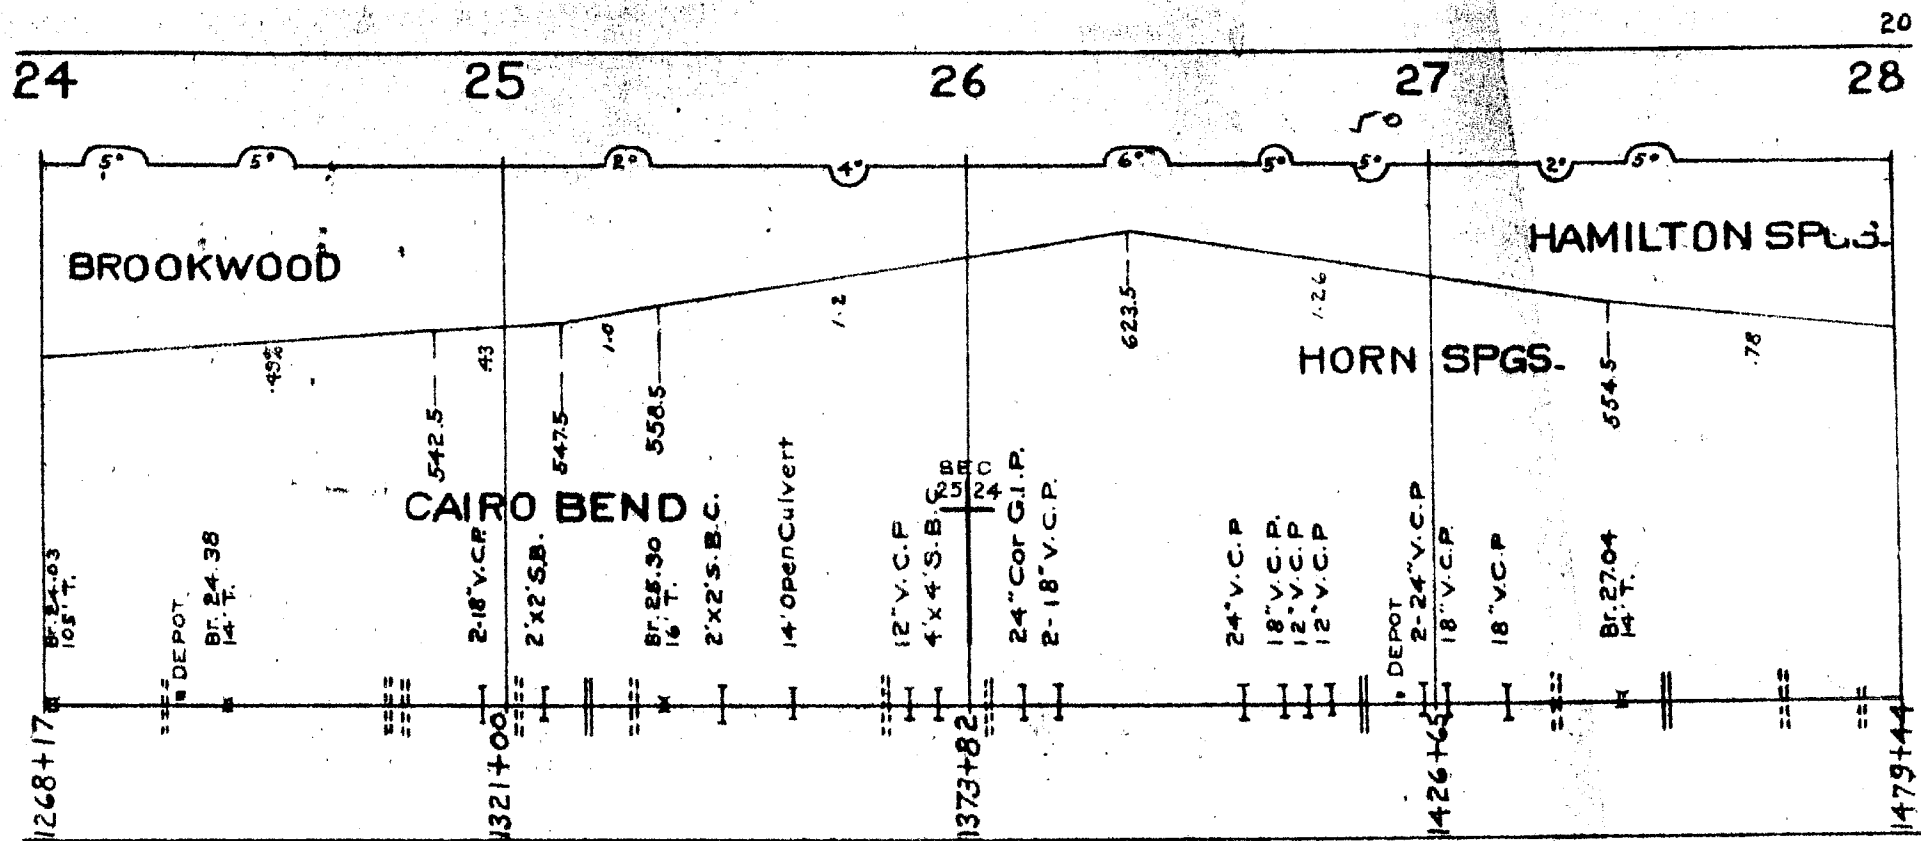 20
24 25 26 27 28
5° 5° 2° 4° 6° 5° 5° 2° 5°
BROOKWOOD
HAMILTON SPGS.
.49% .43 1.0 1.2 1.26 .78
542.5 547.5 558.5 623.5 554.5
HORN SPGS.
CAIRO BEND
SEC
25 24
Br. 24.03
105' T.
DEPOT
Br. 24.38
14' T.
2-18" V.C.P.
2'x2' S.B.
Br. 25.30
16' T.
2'x2' S.B.C.
14' Open Culvert
12" V.C.P
4'x4' S.B.C.
24" Cor G.I.P.
2-18" V.C.P.
24" V.C.P
18" V.C.P.
12" V.C.P
12" V.C.P
DEPOT
2-24" V.C.P
18" V.C.P.
18" V.C.P
Br. 27.04
14' T.
1268+17 1321+00 1373+82 1426+65 1479+44